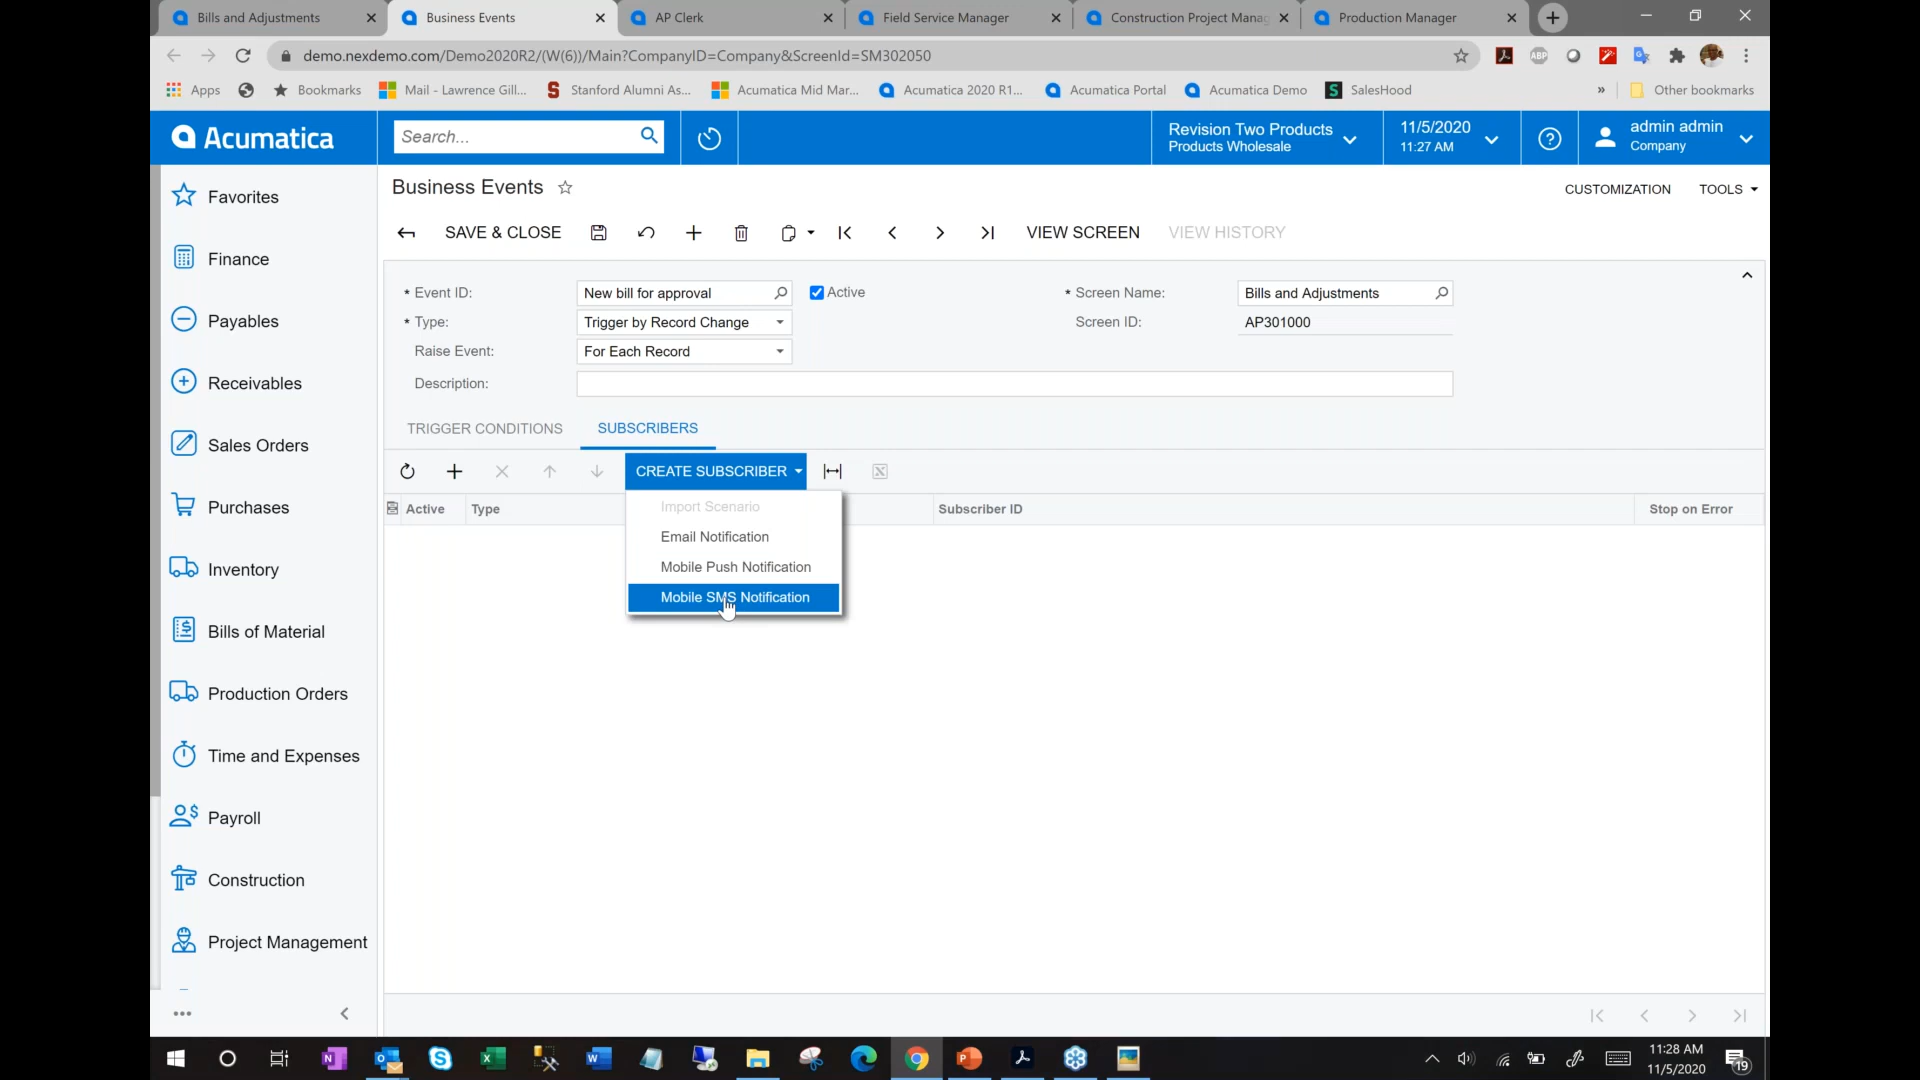 Bills and Adjustments
Business Events
AP Clerk
Field Service Manager
Construction Project Manag
Production Manager
demo.nexdemo.com/Demo2020R2/(W(6))/Main?CompanyID=Company&ScreenId=SM302050
ABP
Apps
Bookmarks
Mail - Lawrence Gill...
Stanford Alumni As...
Acumatica Mid Mar...
Acumatica 2020 R1...
Acumatica Portal
Acumatica Demo
SalesHood
»
Other bookmarks
Acumatica
Search...
Revision Two Products
Products Wholesale
11/5/2020
11:27 AM
admin admin
Company
Favorites
Finance
Payables
Receivables
Sales Orders
Purchases
Inventory
Bills of Material
Production Orders
Time and Expenses
Payroll
Construction
Project Management
Business Events
CUSTOMIZATION
TOOLS
SAVE & CLOSE
VIEW SCREEN
VIEW HISTORY
* Event ID:
New bill for approval
Active
* Screen Name:
Bills and Adjustments
* Type:
Trigger by Record Change
Screen ID:
AP301000
Raise Event:
For Each Record
Description:
TRIGGER CONDITIONS
SUBSCRIBERS
CREATE SUBSCRIBER
Active
Type
Subscriber ID
Stop on Error
Import Scenario
Email Notification
Mobile Push Notification
Mobile SMS Notification
11:28 AM
11/5/2020
19